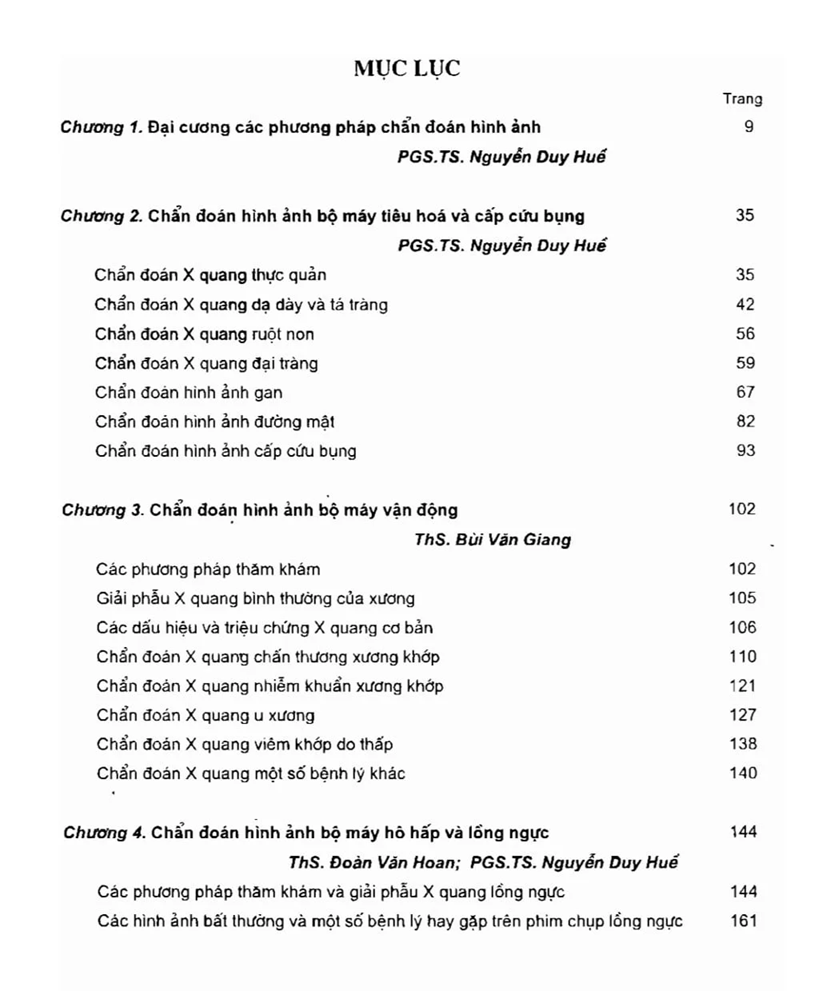 MỤC LỤC
Trang
Chương 1. Đại cương các phương pháp chẩn đoán hình ảnh 9
PGS.TS. Nguyễn Duy Huề
Chương 2. Chẩn đoán hình ảnh bộ máy tiêu hoá và cấp cứu bụng 35
PGS.TS. Nguyễn Duy Huề
Chẩn đoán X quang thực quản 35
Chẩn đoán X quang dạ dày và tá tràng 42
Chẩn đoán X quang ruột non 56
Chẩn đoán X quang đại tràng 59
Chẩn đoán hình ảnh gan 67
Chẩn đoán hình ảnh đường mật 82
Chẩn đoán hình ảnh cấp cứu bụng 93
Chương 3. Chẩn đoán hình ảnh bộ máy vận động 102
ThS. Bùi Văn Giang
Các phương pháp thăm khám 102
Giải phẫu X quang bình thường của xương 105
Các dấu hiệu và triệu chứng X quang cơ bản 106
Chẩn đoán X quang chấn thương xương khớp 110
Chẩn đoán X quang nhiễm khuẩn xương khớp 121
Chẩn đoán X quang u xương 127
Chẩn đoán X quang viêm khớp do thấp 138
Chẩn đoán X quang một số bệnh lý khác 140
Chương 4. Chẩn đoán hình ảnh bộ máy hô hấp và lồng ngực 144
ThS. Đoàn Văn Hoan; PGS.TS. Nguyễn Duy Huề
Các phương pháp thăm khám và giải phẫu X quang lồng ngực 144
Các hình ảnh bất thường và một số bệnh lý hay gặp trên phim chụp lồng ngực 161